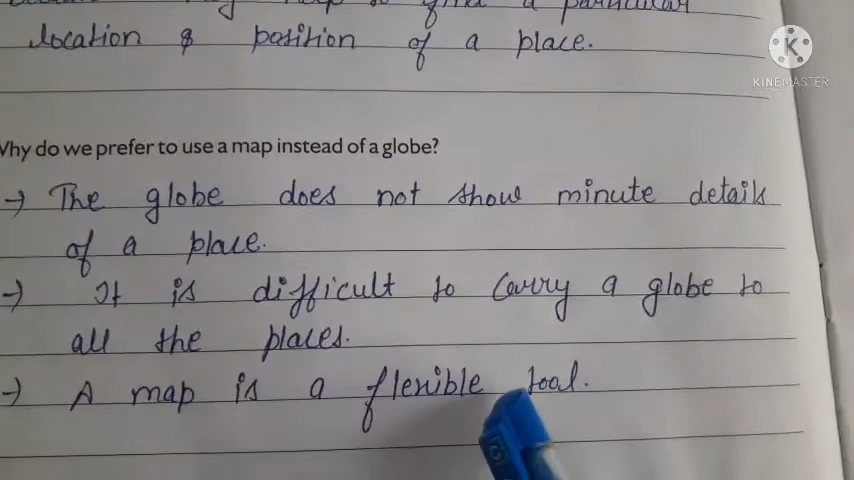 a particular
location & position of a place.
KINEMASTER
Why do we prefer to use a map instead of a globe?
→ The globe does not show minute details
of a place.
→ It is difficult to carry a globe to
all the places.
→ A map is a flexible tool.